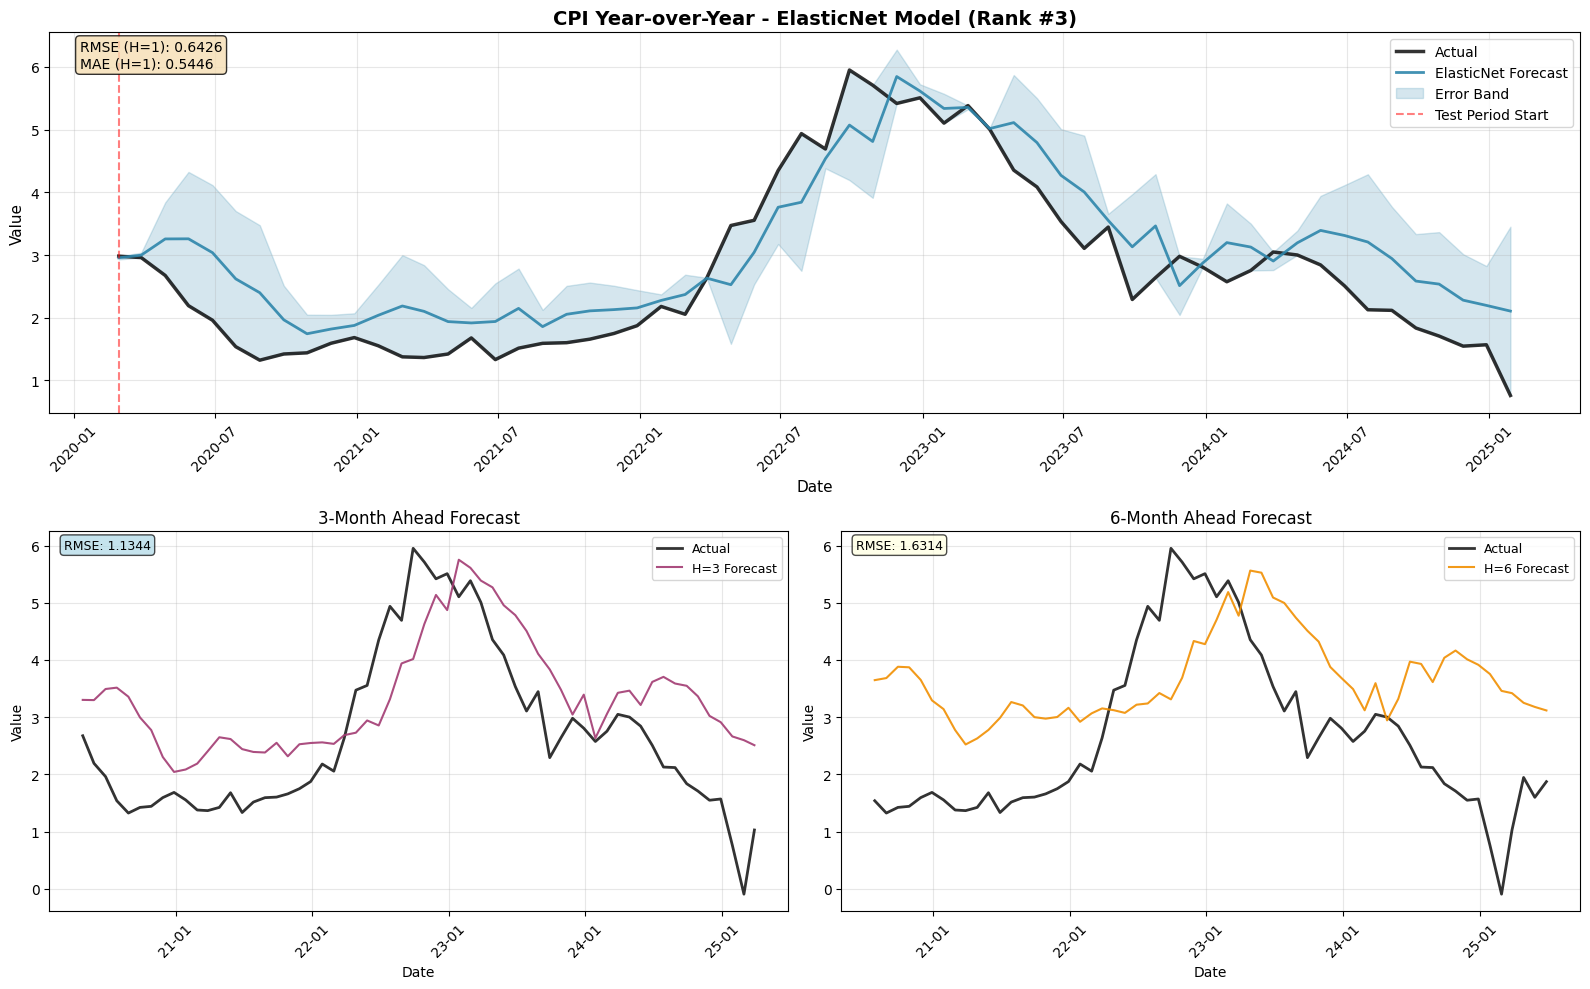 CPI Year-over-Year - ElasticNet Model (Rank #3)
RMSE (H=1): 0.6426
MAE (H=1): 0.5446
Actual
ElasticNet Forecast
Error Band
Test Period Start
Value
6
5
4
3
2
1
2020-01
2020-07
2021-01
2021-07
2022-01
2022-07
2023-01
2023-07
2024-01
2024-07
2025-01
Date
3-Month Ahead Forecast
RMSE: 1.1344
Actual
H=3 Forecast
Value
6
5
4
3
2
1
0
21-01
22-01
23-01
24-01
25-01
Date
6-Month Ahead Forecast
RMSE: 1.6314
Actual
H=6 Forecast
Value
6
5
4
3
2
1
0
21-01
22-01
23-01
24-01
25-01
Date